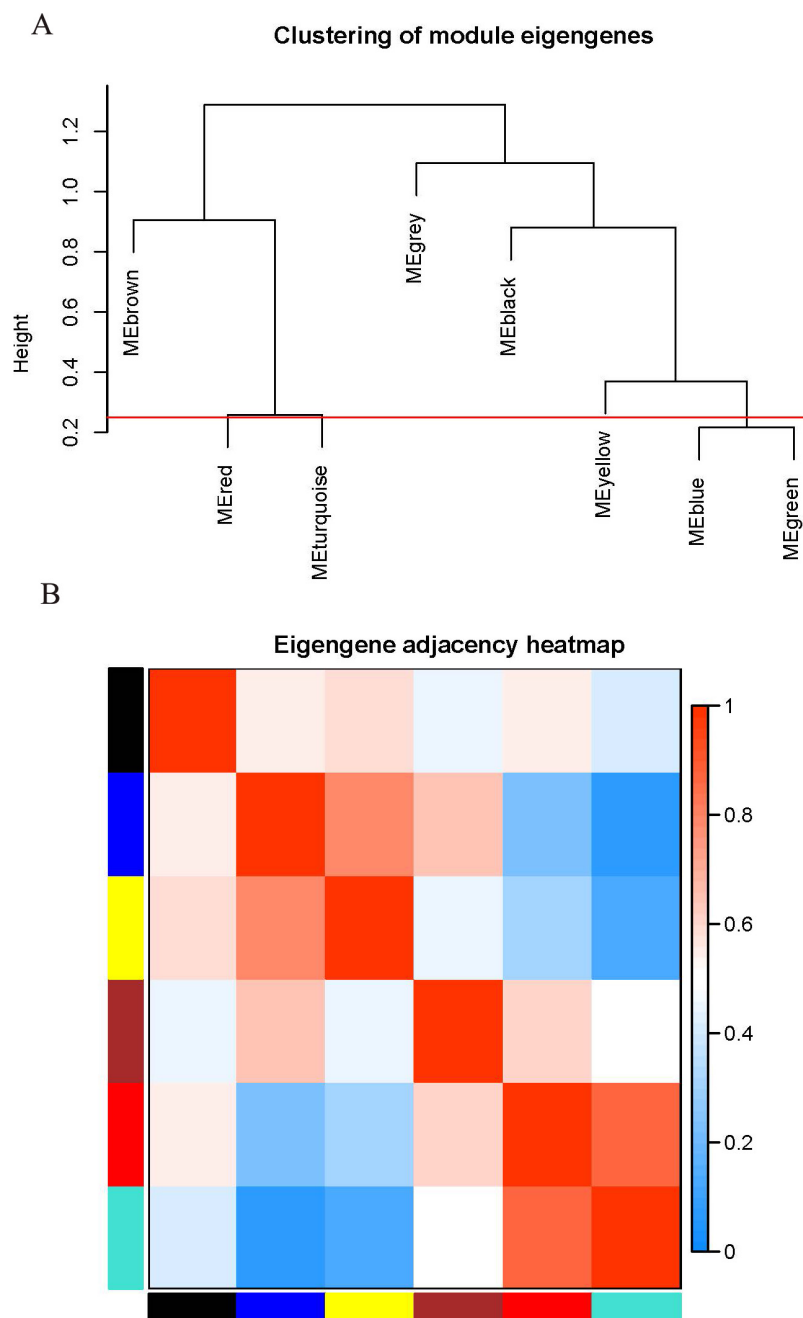 A
Clustering of module eigengenes
Height
1.2
1.0
0.8
0.6
0.4
0.2
MEbrown
MEred
MEturquoise
MEgrey
MEblack
MEyellow
MEblue
MEgreen
B
Eigengene adjacency heatmap
1
0.8
0.6
0.4
0.2
0